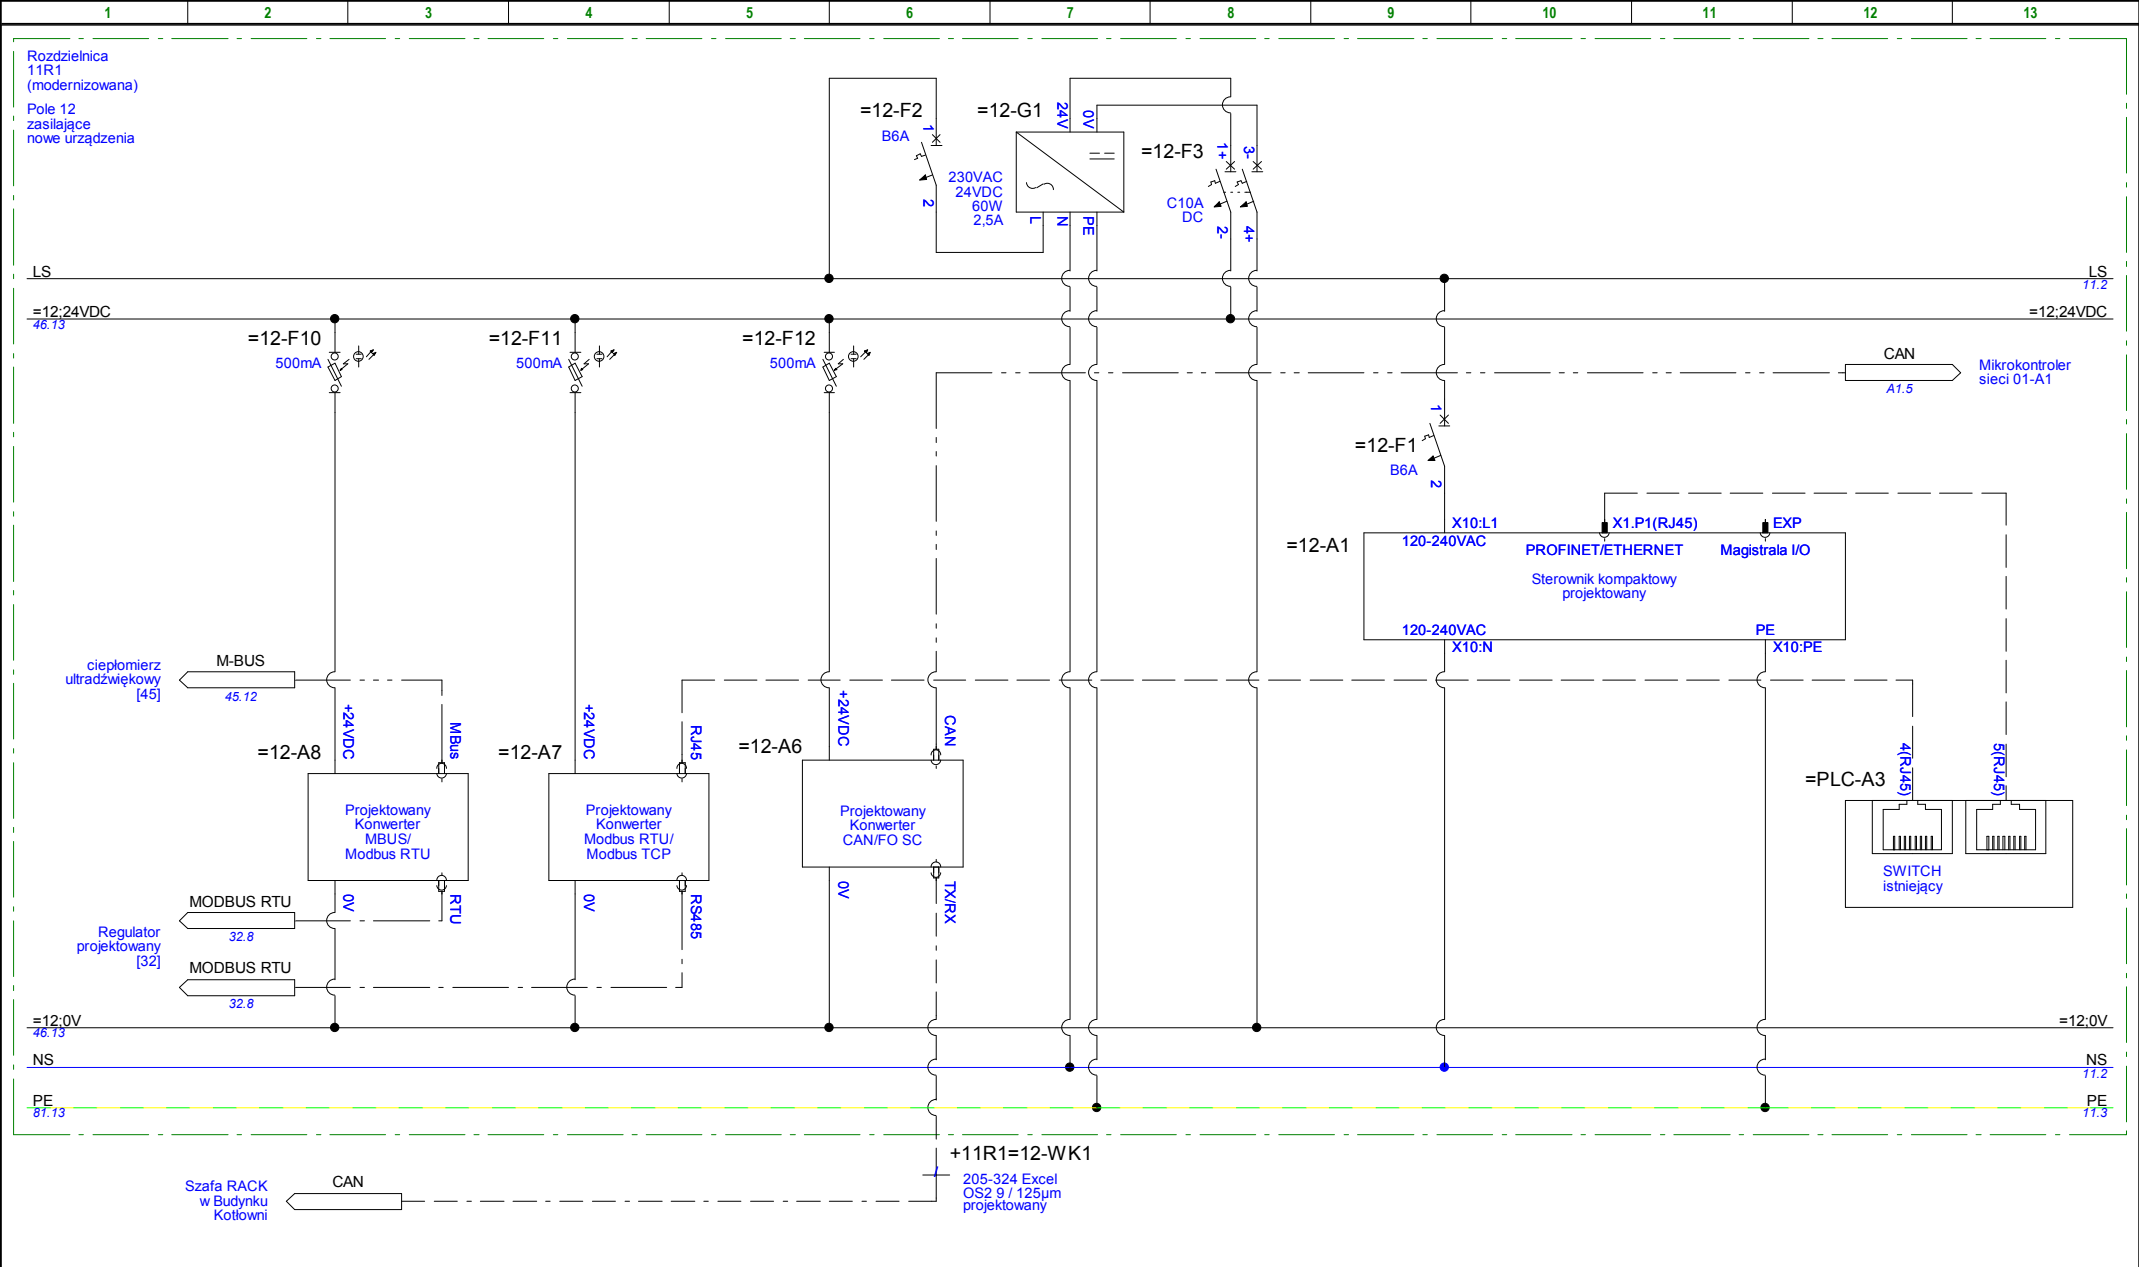 1 2 3 4 5 6 7 8 9 10 11 12 13
Rozdzielnica
11R1
(modernizowana)
Pole 12
zasilające
nowe urządzenia
=12-F2
B6A
1
2
=12-G1
24V
0V
230VAC
24VDC
60W
2,5A
L
N
PE
=12-F3
C10A
DC
1+
3-
2-
4+
LS
LS
11.2
=12;24VDC
46.13
=12;24VDC
=12-F10
500mA
=12-F11
500mA
=12-F12
500mA
CAN
A1.5
Mikrokontroler
sieci 01-A1
=12-F1
B6A
1
2
X10:L1
X1.P1(RJ45)
EXP
=12-A1
120-240VAC
PROFINET/ETHERNET
Magistrala I/O
Sterownik kompaktowy
projektowany
120-240VAC
PE
X10:N
X10:PE
ciepłomierz
ultradźwiękowy
[45]
M-BUS
45.12
=12-A8
+24VDC
MBus
Projektowany
Konwerter
MBUS/
Modbus RTU
0V
RTU
=12-A7
+24VDC
RJ45
Projektowany
Konwerter
Modbus RTU/
Modbus TCP
0V
RS485
=12-A6
+24VDC
CAN
Projektowany
Konwerter
CAN/FO SC
0V
TX/RX
=PLC-A3
4(RJ45)
5(RJ45)
SWITCH
istniejący
MODBUS RTU
32.8
Regulator
projektowany
[32]
MODBUS RTU
32.8
=12;0V
46.13
=12;0V
NS
NS
11.2
PE
81.13
PE
11.3
+11R1=12-WK1
205-324 Excel
OS2 9 / 125µm
projektowany
Szafa RACK
w Budynku
Kotłowni
CAN